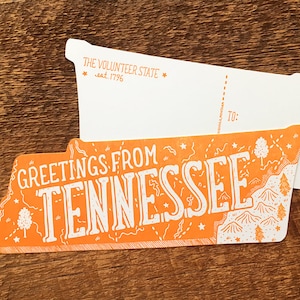 THE VOLUNTEER STATE
est. 1796
TO:
GREETINGS FROM
TENNESSEE